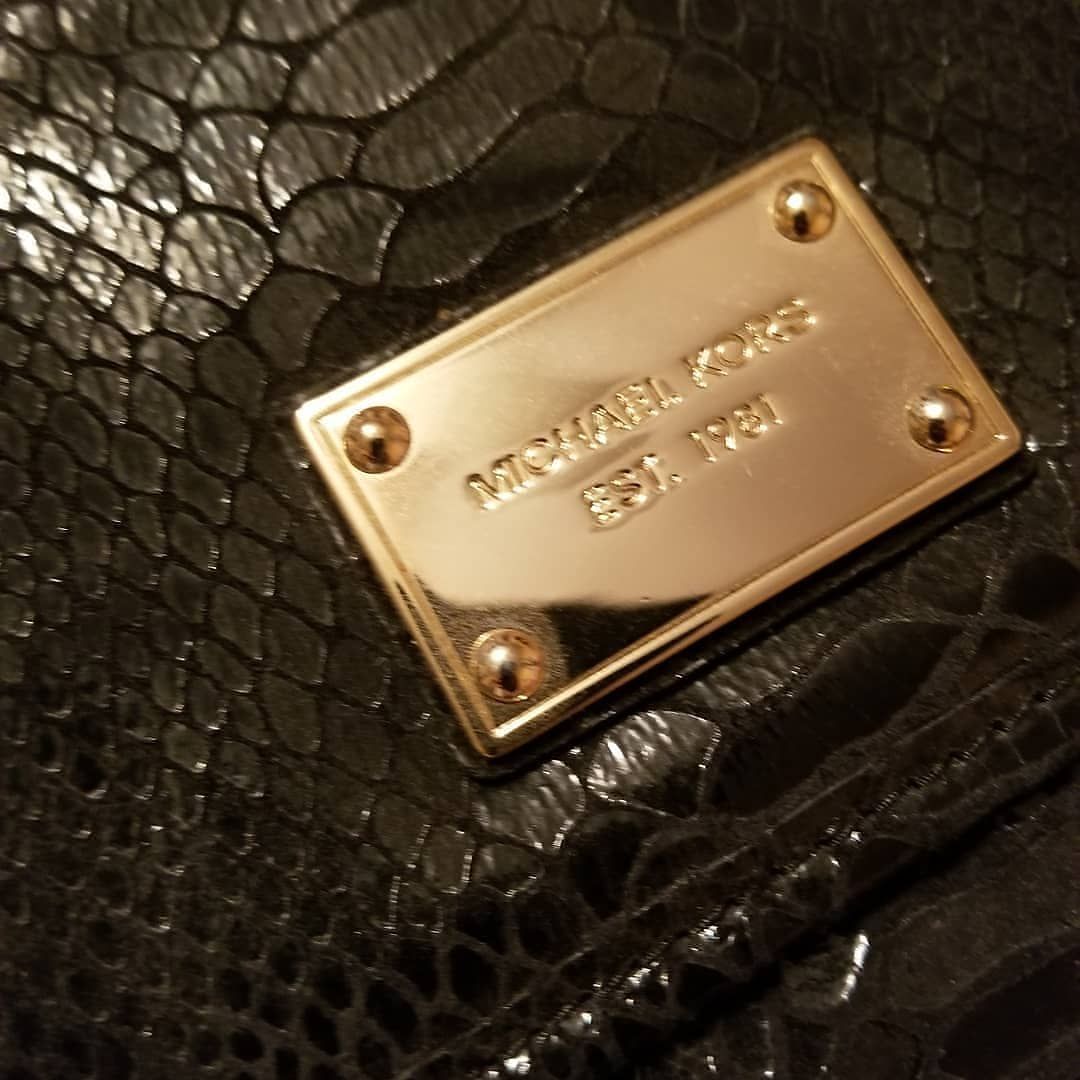 MICHAEL KORS
EST. 1981